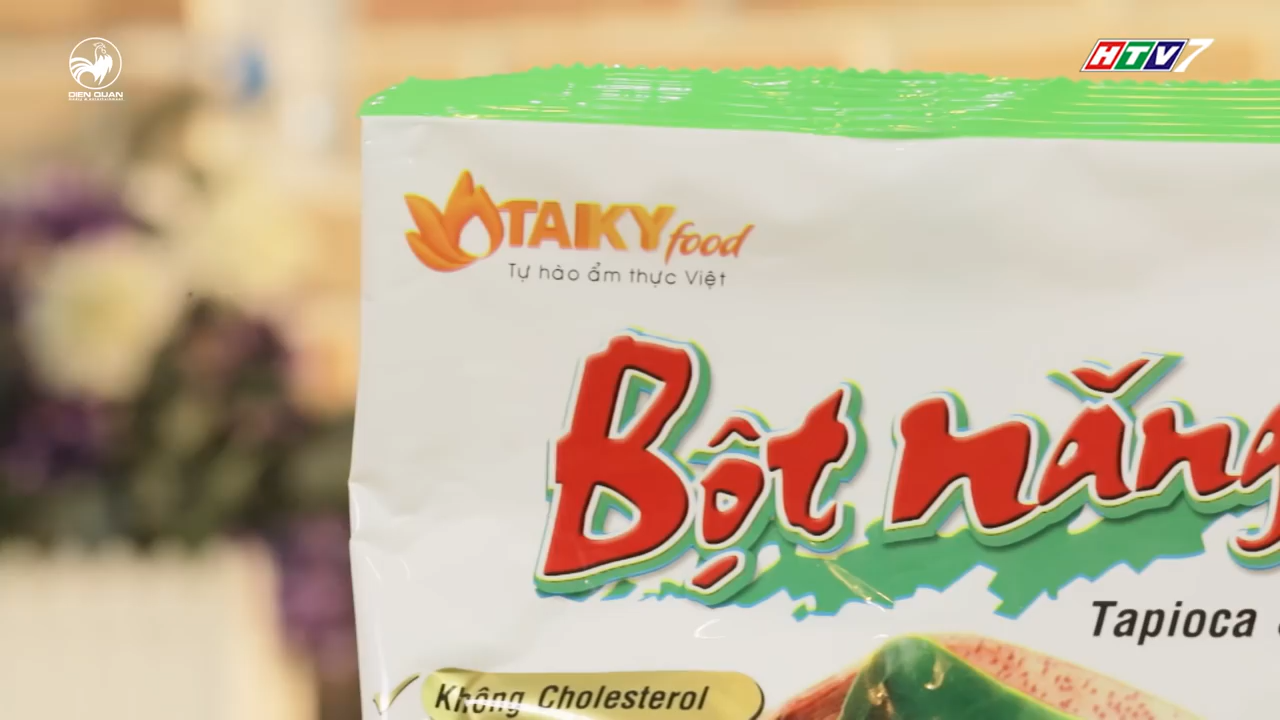 DIEN QUAN
HTV7
TAIKY food
Tự hào ẩm thực Việt
Bột năng
Tapioca
Không Cholesterol